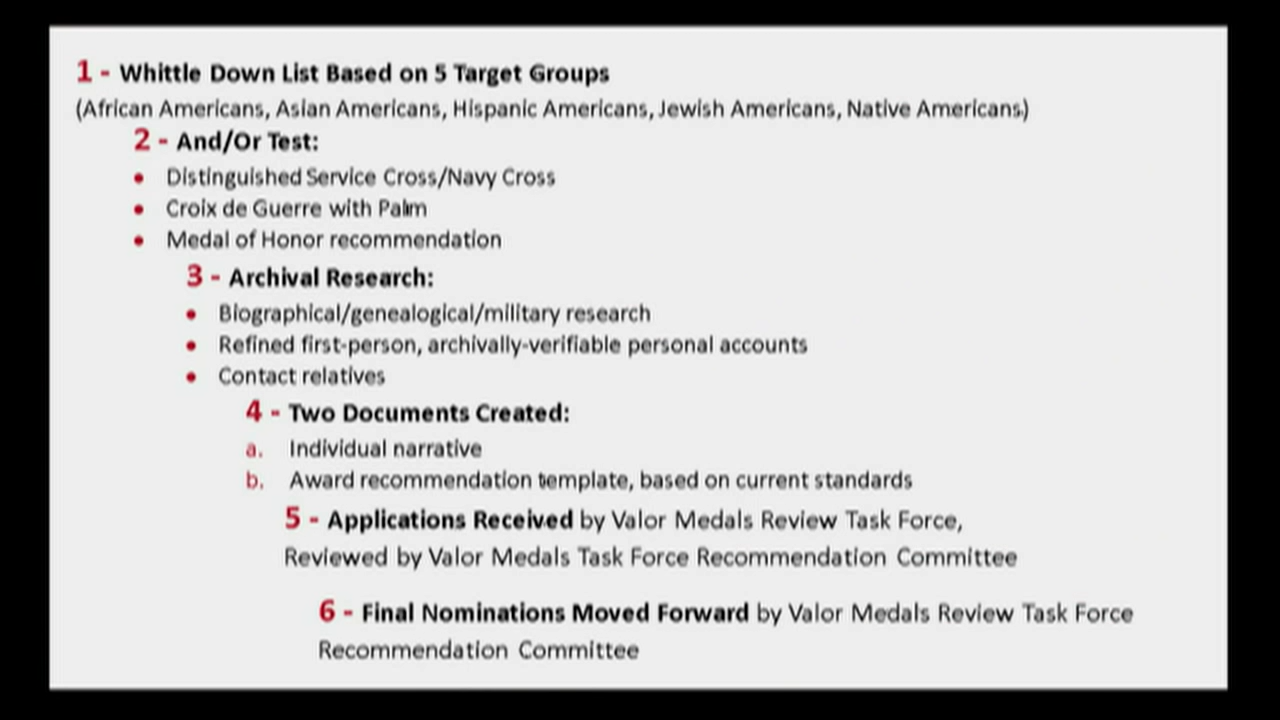 1 - Whittle Down List Based on 5 Target Groups
(African Americans, Asian Americans, Hispanic Americans, Jewish Americans, Native Americans)
2 - And/Or Test:
• Distinguished Service Cross/Navy Cross
• Croix de Guerre with Palm
• Medal of Honor recommendation
3 - Archival Research:
• Biographical/genealogical/military research
• Refined first-person, archivally-verifiable personal accounts
• Contact relatives
4 - Two Documents Created:
a. Individual narrative
b. Award recommendation template, based on current standards
5 - Applications Received by Valor Medals Review Task Force,
Reviewed by Valor Medals Task Force Recommendation Committee
6 - Final Nominations Moved Forward by Valor Medals Review Task Force
Recommendation Committee